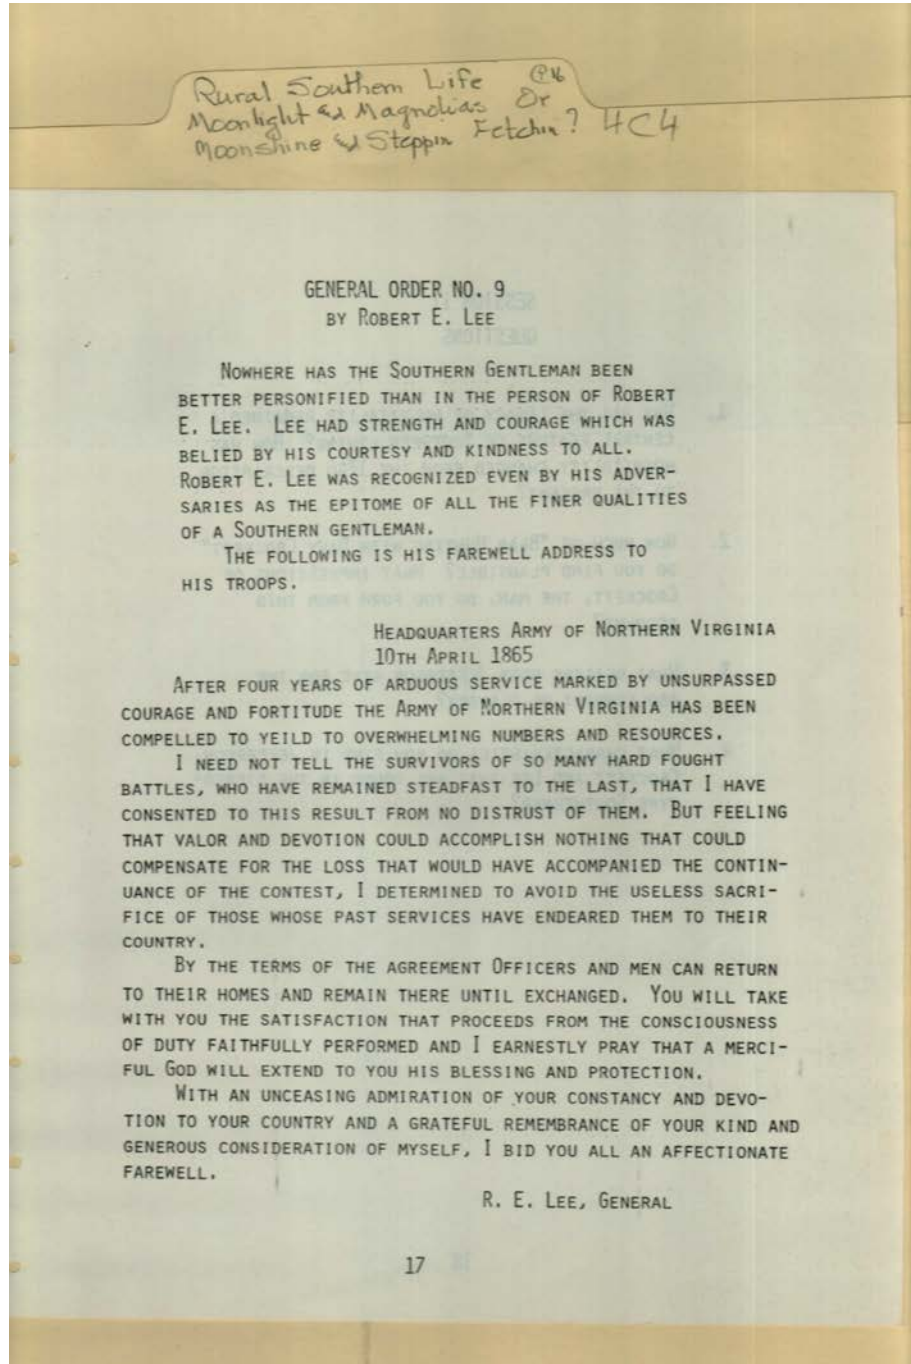 Rural Southern Life P16
Moonlight & Magnolias Or
Moonshine & Steppin Fetchin? 4C4
GENERAL ORDER NO. 9
BY ROBERT E. LEE
NOWHERE HAS THE SOUTHERN GENTLEMAN BEEN
BETTER PERSONIFIED THAN IN THE PERSON OF ROBERT
E. LEE. LEE HAD STRENGTH AND COURAGE WHICH WAS
BELIED BY HIS COURTESY AND KINDNESS TO ALL.
ROBERT E. LEE WAS RECOGNIZED EVEN BY HIS ADVER-
SARIES AS THE EPITOME OF ALL THE FINER QUALITIES
OF A SOUTHERN GENTLEMAN.
THE FOLLOWING IS HIS FAREWELL ADDRESS TO
HIS TROOPS.
HEADQUARTERS ARMY OF NORTHERN VIRGINIA
10TH APRIL 1865
AFTER FOUR YEARS OF ARDUOUS SERVICE MARKED BY UNSURPASSED
COURAGE AND FORTITUDE THE ARMY OF NORTHERN VIRGINIA HAS BEEN
COMPELLED TO YEILD TO OVERWHELMING NUMBERS AND RESOURCES.
I NEED NOT TELL THE SURVIVORS OF SO MANY HARD FOUGHT
BATTLES, WHO HAVE REMAINED STEADFAST TO THE LAST, THAT I HAVE
CONSENTED TO THIS RESULT FROM NO DISTRUST OF THEM. BUT FEELING
THAT VALOR AND DEVOTION COULD ACCOMPLISH NOTHING THAT COULD
COMPENSATE FOR THE LOSS THAT WOULD HAVE ACCOMPANIED THE CONTIN-
UANCE OF THE CONTEST, I DETERMINED TO AVOID THE USELESS SACRI-
FICE OF THOSE WHOSE PAST SERVICES HAVE ENDEARED THEM TO THEIR
COUNTRY.
BY THE TERMS OF THE AGREEMENT OFFICERS AND MEN CAN RETURN
TO THEIR HOMES AND REMAIN THERE UNTIL EXCHANGED. YOU WILL TAKE
WITH YOU THE SATISFACTION THAT PROCEEDS FROM THE CONSCIOUSNESS
OF DUTY FAITHFULLY PERFORMED AND I EARNESTLY PRAY THAT A MERCI-
FUL GOD WILL EXTEND TO YOU HIS BLESSING AND PROTECTION.
WITH AN UNCEASING ADMIRATION OF YOUR CONSTANCY AND DEVO-
TION TO YOUR COUNTRY AND A GRATEFUL REMEMBRANCE OF YOUR KIND AND
GENEROUS CONSIDERATION OF MYSELF, I BID YOU ALL AN AFFECTIONATE
FAREWELL.
R. E. LEE, GENERAL
17